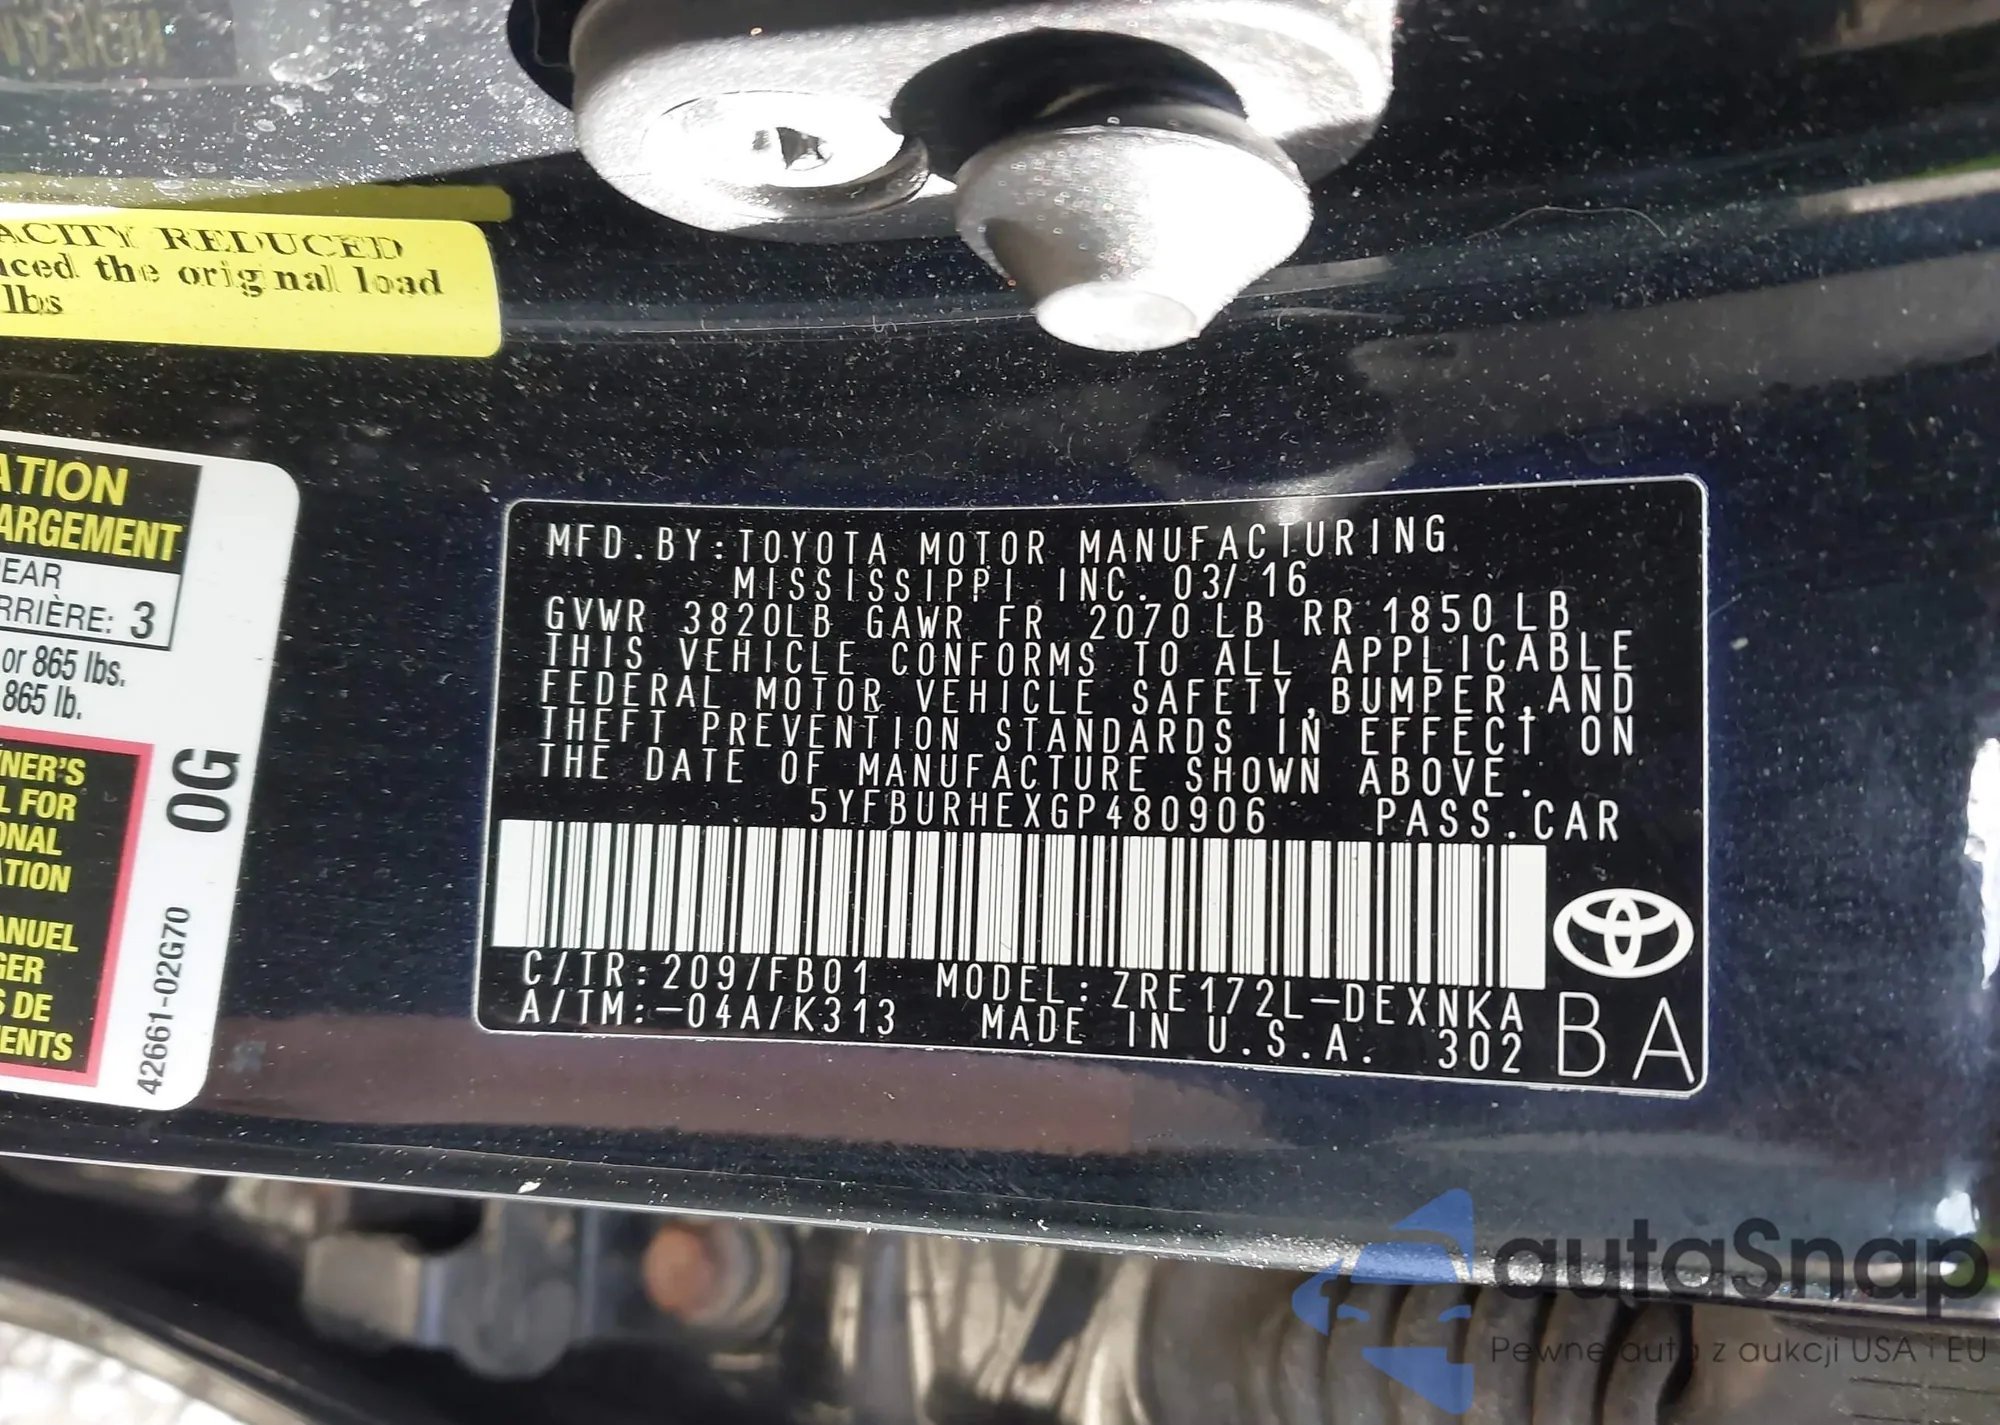 ACITY REDUCED
uced the original load
lbs
ATION
ARGEMENT
EAR
RRIÈRE: 3
or 865 lbs.
865 lb.
NER'S
L FOR
ONAL
ATION
ANUEL
GER
S DE
ENTS
0G
42661-02G70
MFD.BY:TOYOTA MOTOR MANUFACTURING
MISSISSIPPI INC. 03/16
GVWR 3820LB GAWR FR 2070 LB RR 1850 LB
THIS VEHICLE CONFORMS TO ALL APPLICABLE
FEDERAL MOTOR VEHICLE SAFETY,BUMPER,AND
THEFT PREVENTION STANDARDS IN EFFECT ON
THE DATE OF MANUFACTURE SHOWN ABOVE.
5YFBURHEXGP480906 PASS.CAR
C/TR:209/FB01 MODEL:ZRE172L-DEXNKA
A/TM:-04A/K313 MADE IN U.S.A. 302
BA
autaSnap
Pewne auta z aukcji USA i EU